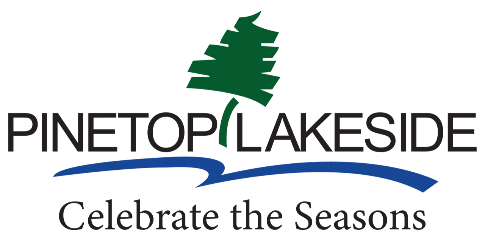 PINETOP LAKESIDE
Celebrate the Seasons